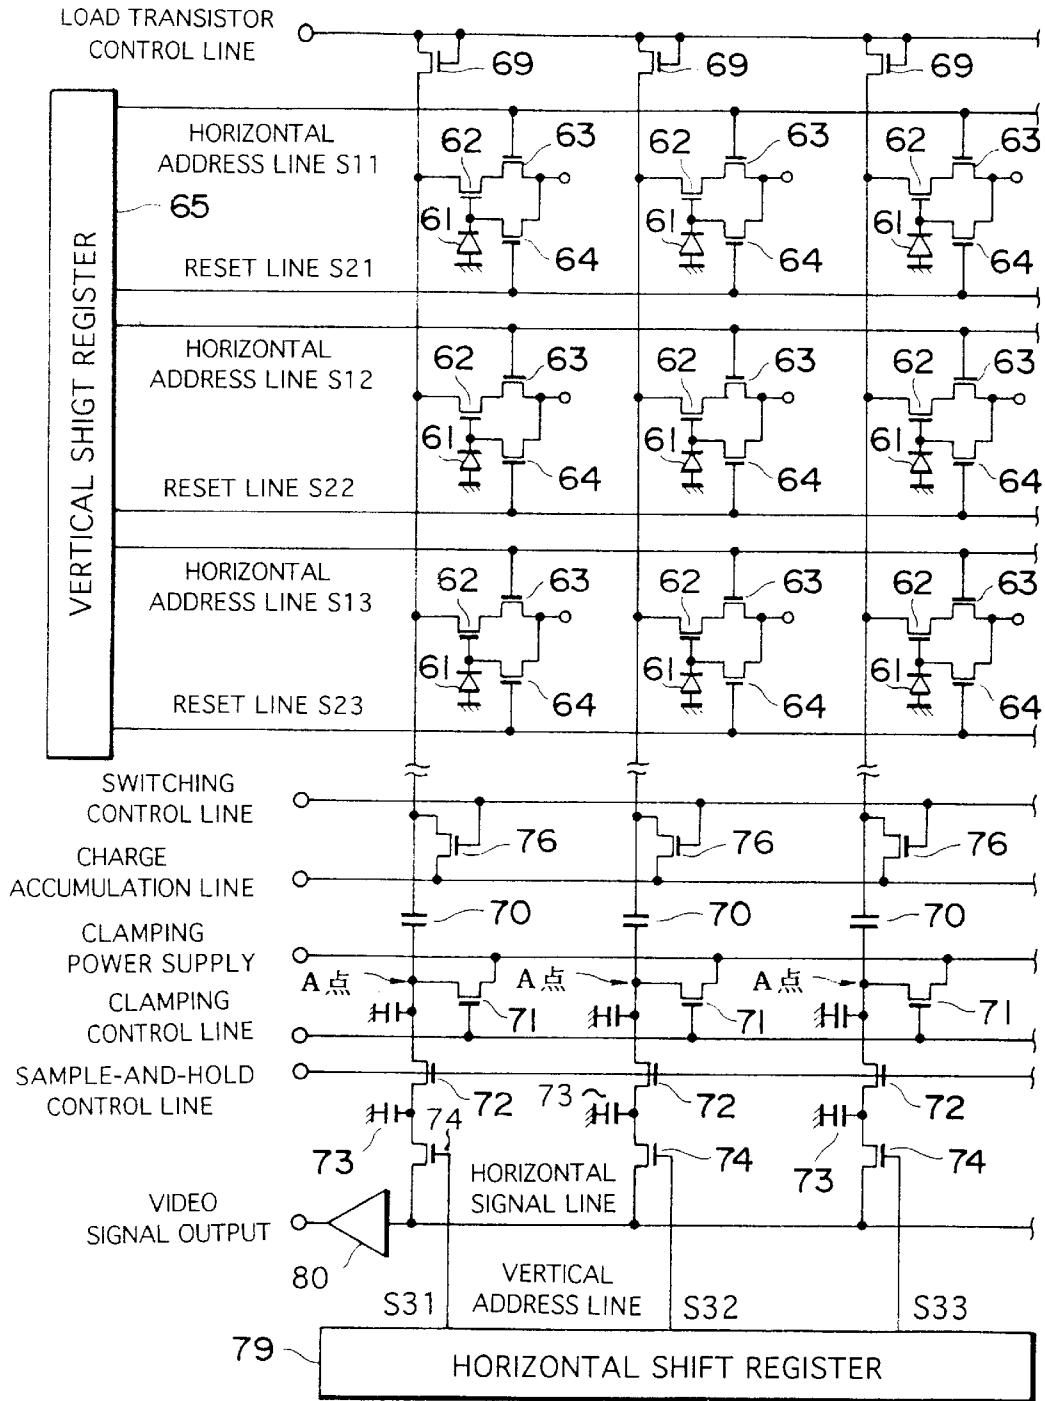 LOAD TRANSISTOR
CONTROL LINE
69 69 69
HORIZONTAL
ADDRESS LINE S11
62 63 62 63 62 63
65
61 61 61
RESET LINE S21
64 64 64
VERTICAL SHIGT REGISTER
HORIZONTAL
ADDRESS LINE S12
62 63 62 63 62 63
61 61 61
RESET LINE S22
64 64 64
HORIZONTAL
ADDRESS LINE S13
62 63 62 63 62 63
61 61 61
RESET LINE S23
64 64 64
SWITCHING
CONTROL LINE
76 76 76
CHARGE
ACCUMULATION LINE
70 70 70
CLAMPING
POWER SUPPLY
A点 A点 A点
CLAMPING
CONTROL LINE
71 71 71
SAMPLE-AND-HOLD
CONTROL LINE
72 72 72
73 73 73
74 74 74
HORIZONTAL
SIGNAL LINE
VIDEO
SIGNAL OUTPUT
80
VERTICAL
ADDRESS LINE
S31 S32 S33
79
HORIZONTAL SHIFT REGISTER